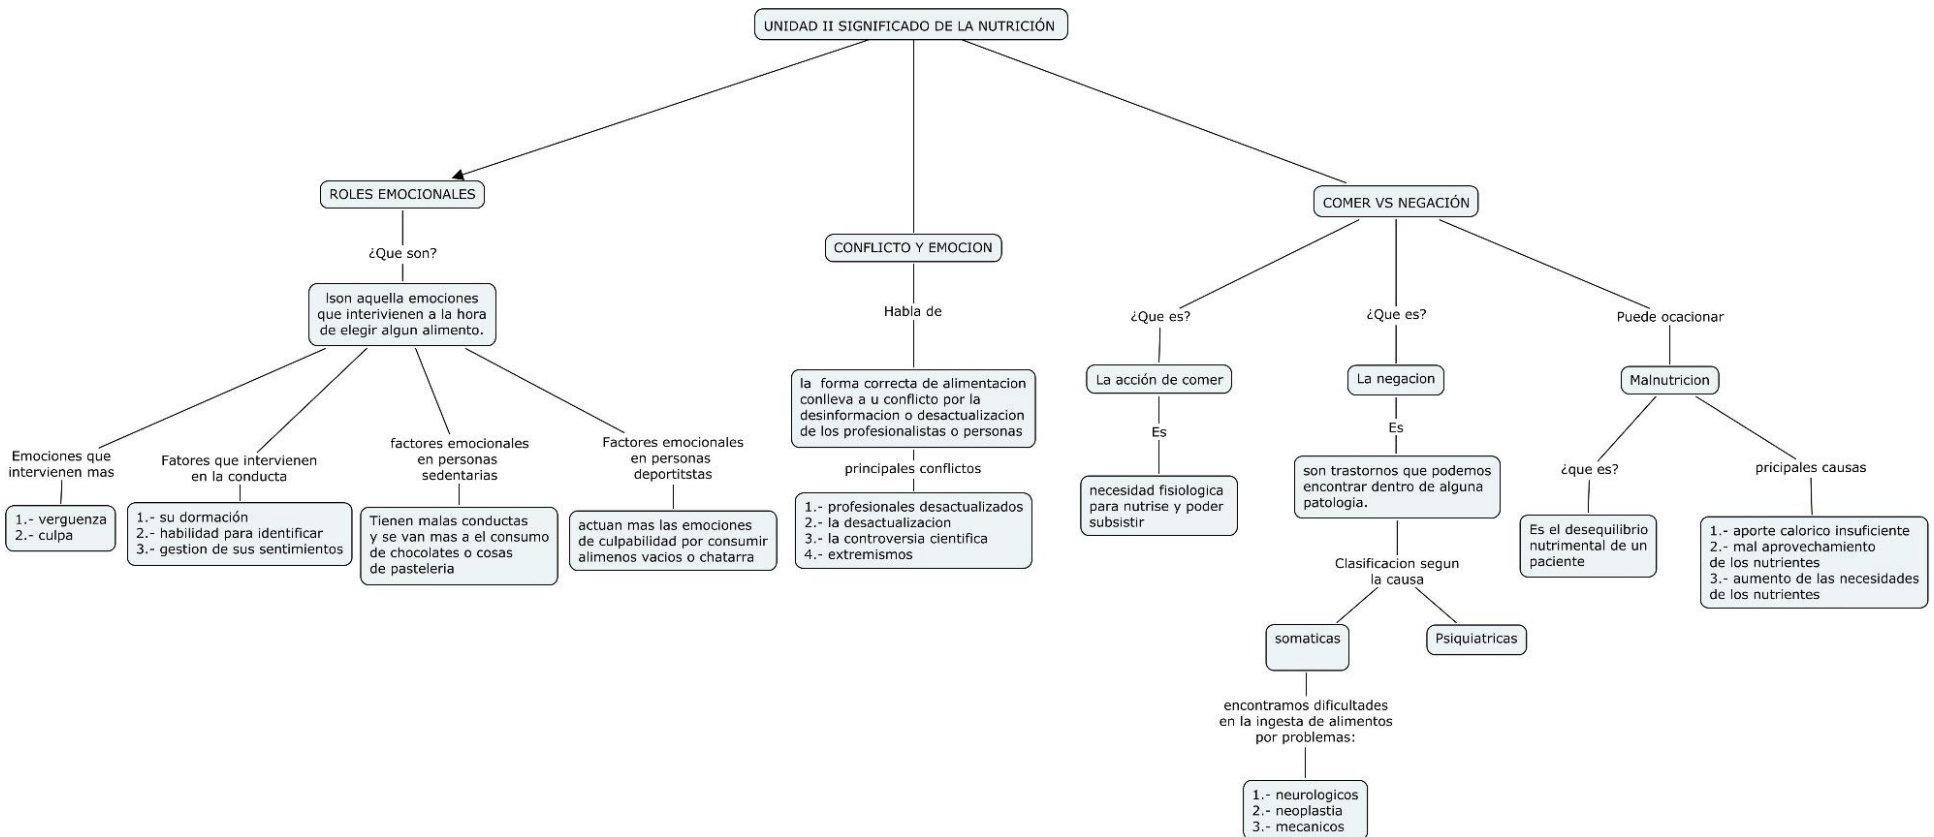 UNIDAD II SIGNIFICADO DE LA NUTRICIÓN
ROLES EMOCIONALES
¿Que son?
lson aquella emociones
que interivienen a la hora
de elegir algun alimento.
Emociones que
intervienen mas
1.- verguenza
2.- culpa
Fatores que intervienen
en la conducta
1.- su dormación
2.- habilidad para identificar
3.- gestion de sus sentimientos
factores emocionales
en personas
sedentarias
Tienen malas conductas
y se van mas a el consumo
de chocolates o cosas
de pasteleria
Factores emocionales
en personas
deportitstas
actuan mas las emociones
de culpabilidad por consumir
alimenos vacios o chatarra
CONFLICTO Y EMOCION
Habla de
la forma correcta de alimentacion
conlleva a u conflicto por la
desinformacion o desactualizacion
de los profesionalistas o personas
principales conflictos
1.- profesionales desactualizados
2.- la desactualizacion
3.- la controversia cientifica
4.- extremismos
COMER VS NEGACIÓN
¿Que es?
La acción de comer
Es
necesidad fisiologica
para nutrise y poder
subsistir
¿Que es?
La negacion
Es
son trastornos que podemos
encontrar dentro de alguna
patologia.
Clasificacion segun
la causa
somaticas
encontramos dificultades
en la ingesta de alimentos
por problemas:
1.- neurologicos
2.- neoplastia
3.- mecanicos
Psiquiatricas
Puede ocacionar
Malnutricion
¿que es?
Es el desequilibrio
nutrimental de un
paciente
pricipales causas
1.- aporte calorico insuficiente
2.- mal aprovechamiento
de los nutrientes
3.- aumento de las necesidades
de los nutrientes